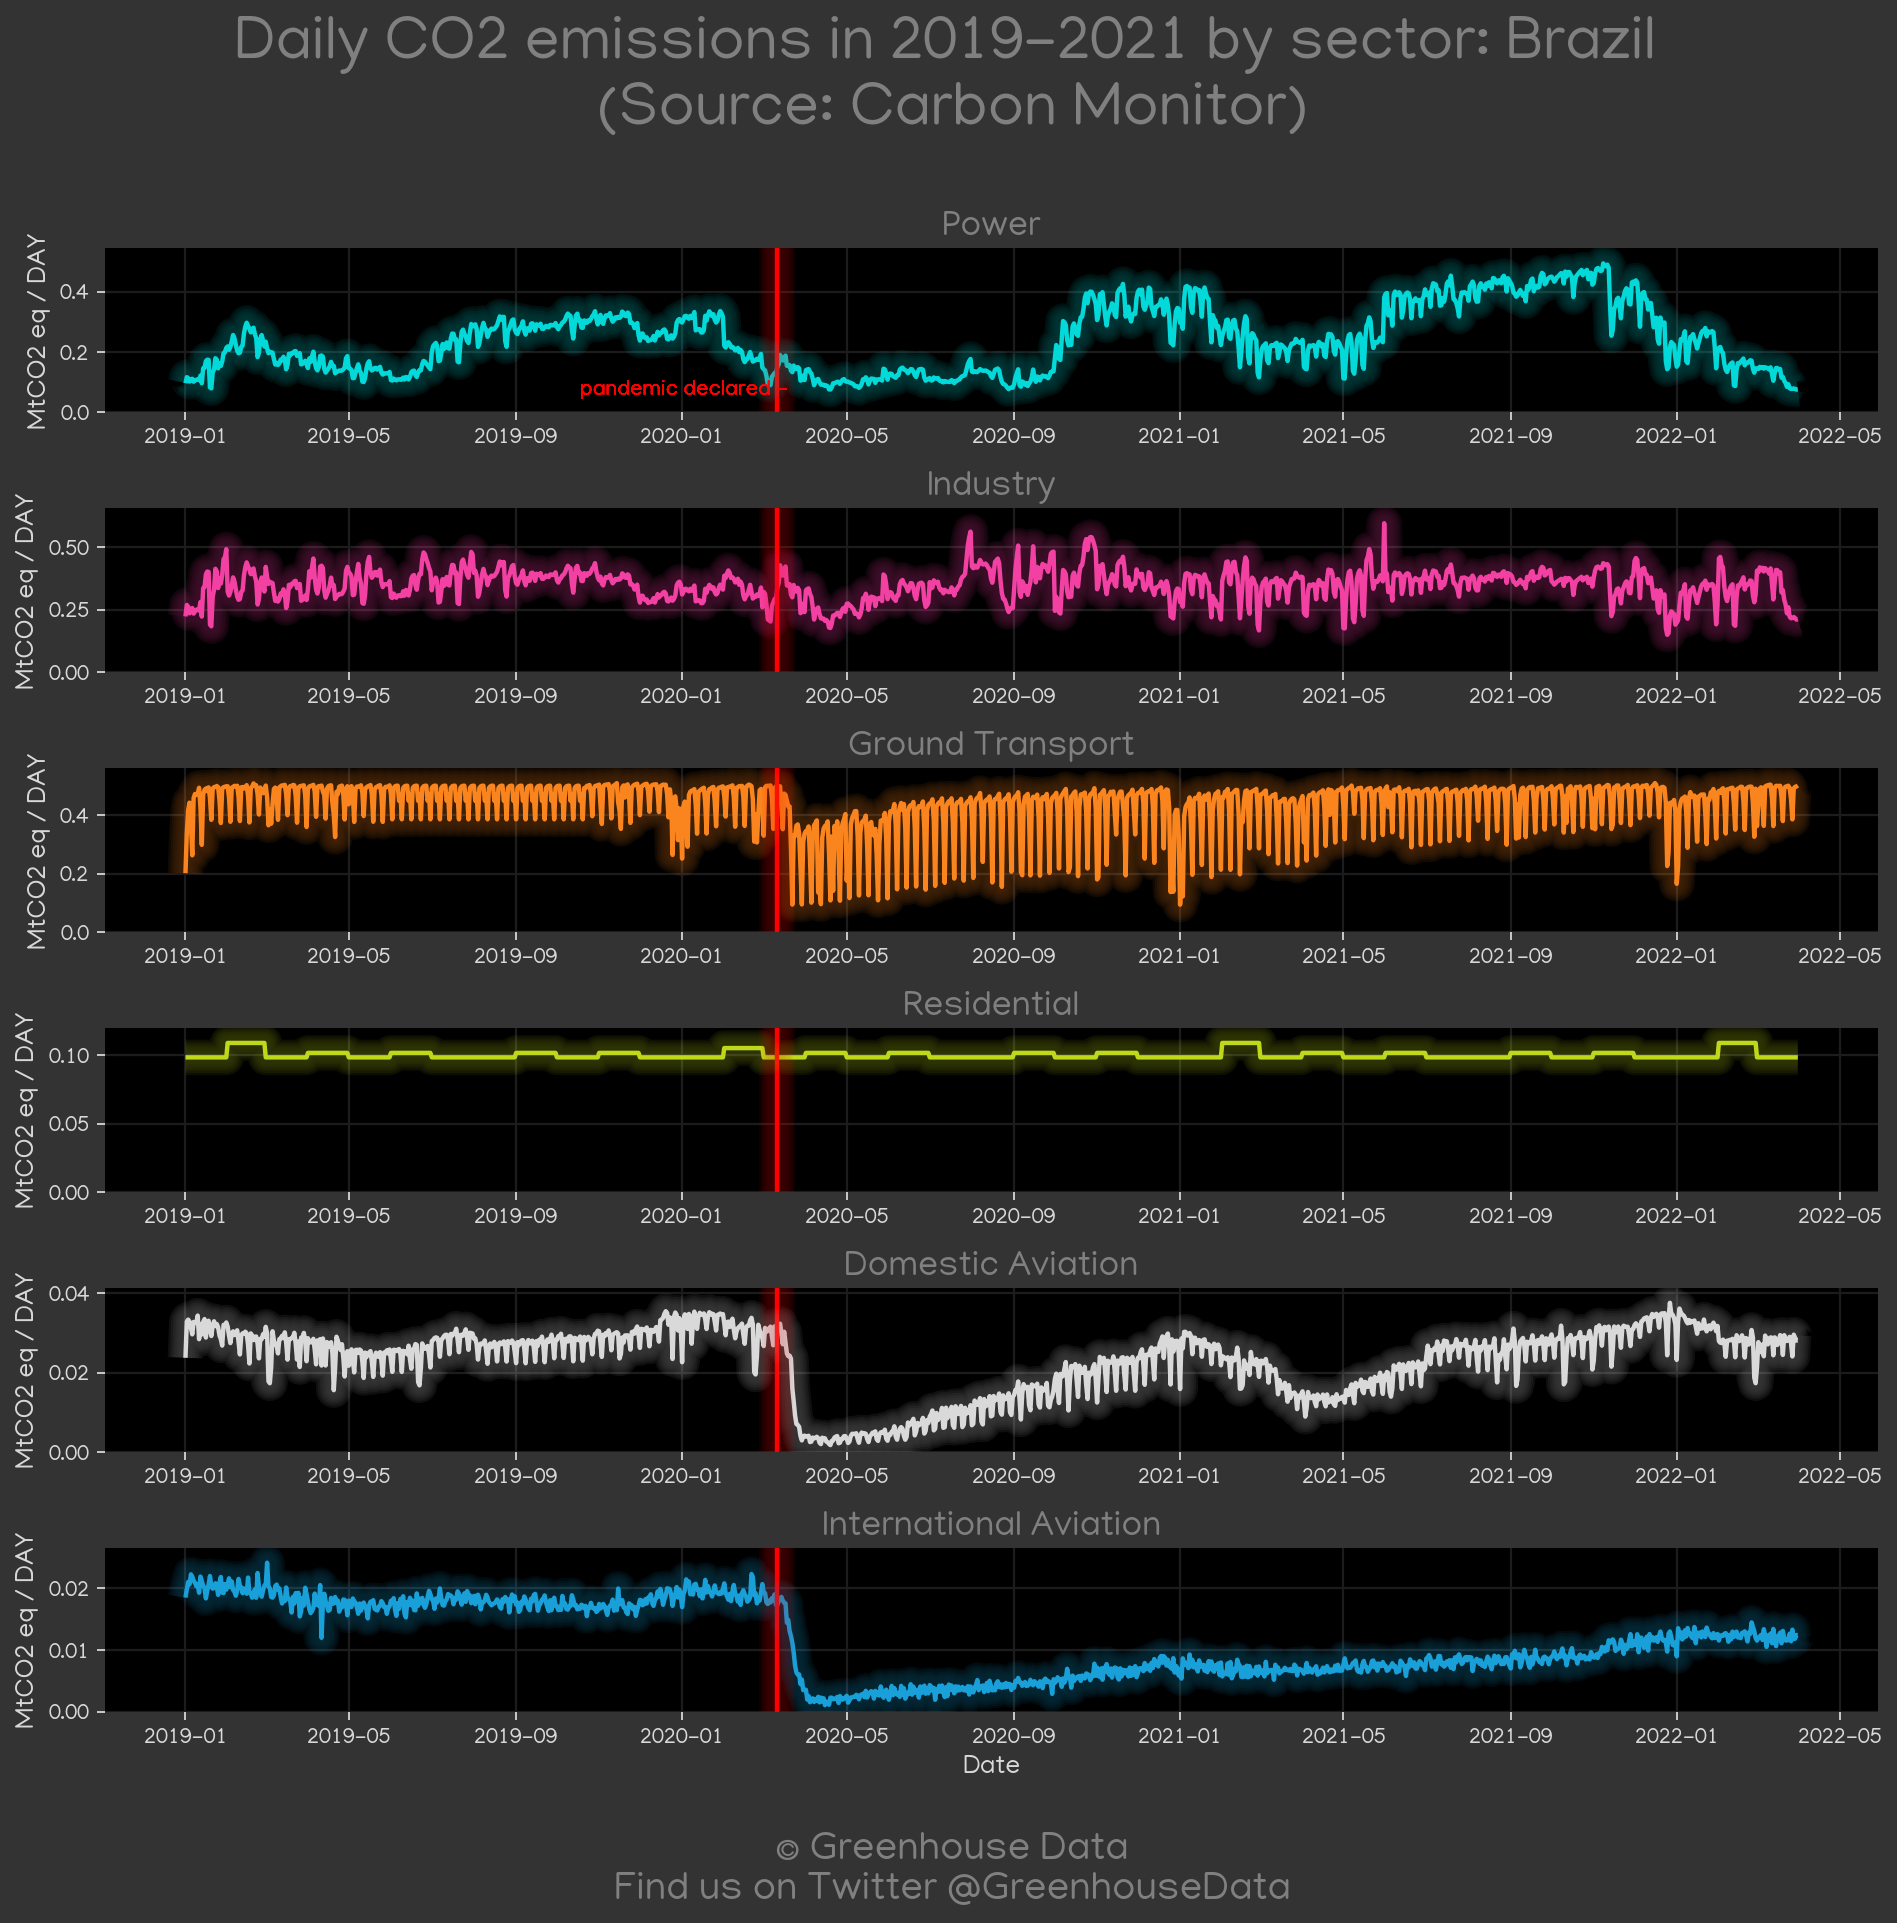 Daily CO2 emissions in 2019-2021 by sector: Brazil
(Source: Carbon Monitor)
Power
MtCO2 eq / DAY
0.4
0.2
0.0
pandemic declared
2019-01 2019-05 2019-09 2020-01 2020-05 2020-09 2021-01 2021-05 2021-09 2022-01 2022-05
Industry
MtCO2 eq / DAY
0.50
0.25
0.00
2019-01 2019-05 2019-09 2020-01 2020-05 2020-09 2021-01 2021-05 2021-09 2022-01 2022-05
Ground Transport
MtCO2 eq / DAY
0.4
0.2
0.0
2019-01 2019-05 2019-09 2020-01 2020-05 2020-09 2021-01 2021-05 2021-09 2022-01 2022-05
Residential
MtCO2 eq / DAY
0.10
0.05
0.00
2019-01 2019-05 2019-09 2020-01 2020-05 2020-09 2021-01 2021-05 2021-09 2022-01 2022-05
Domestic Aviation
MtCO2 eq / DAY
0.04
0.02
0.00
2019-01 2019-05 2019-09 2020-01 2020-05 2020-09 2021-01 2021-05 2021-09 2022-01 2022-05
International Aviation
MtCO2 eq / DAY
0.02
0.01
0.00
2019-01 2019-05 2019-09 2020-01 2020-05 2020-09 2021-01 2021-05 2021-09 2022-01 2022-05
Date
© Greenhouse Data
Find us on Twitter @GreenhouseData